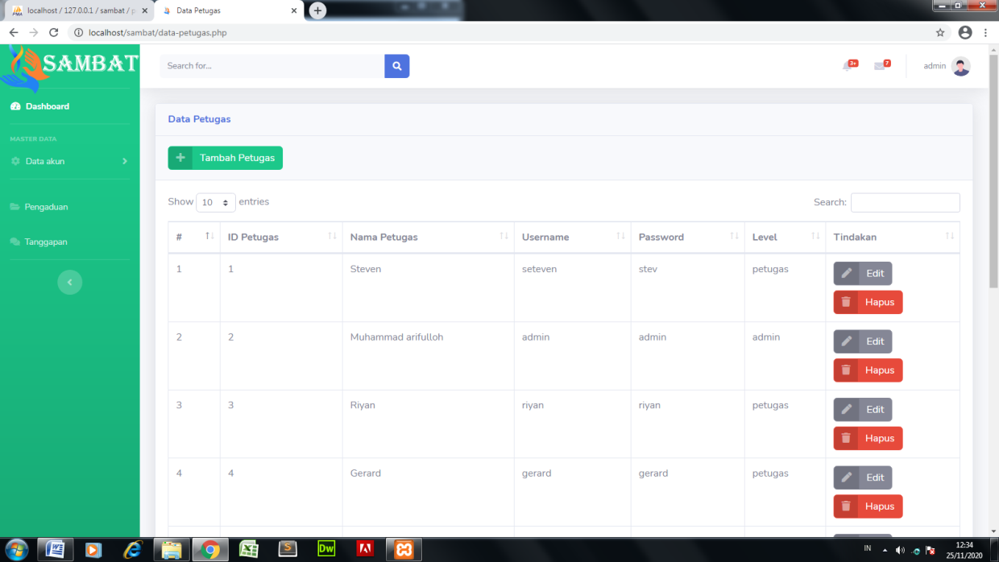 localhost / 127.0.0.1 / sambat / p
Data Petugas
localhost/sambat/data-petugas.php
SAMBAT
Search for...
3+
7
admin
Dashboard
MASTER DATA
Data akun
Pengaduan
Tanggapan
Data Petugas
Tambah Petugas
Show 10 entries
Search:
# ID Petugas Nama Petugas Username Password Level Tindakan
1 1 Steven seteven stev petugas Edit
Hapus
2 2 Muhammad arifulloh admin admin admin Edit
Hapus
3 3 Riyan riyan riyan petugas Edit
Hapus
4 4 Gerard gerard gerard petugas Edit
Hapus
IN
12:34
25/11/2020